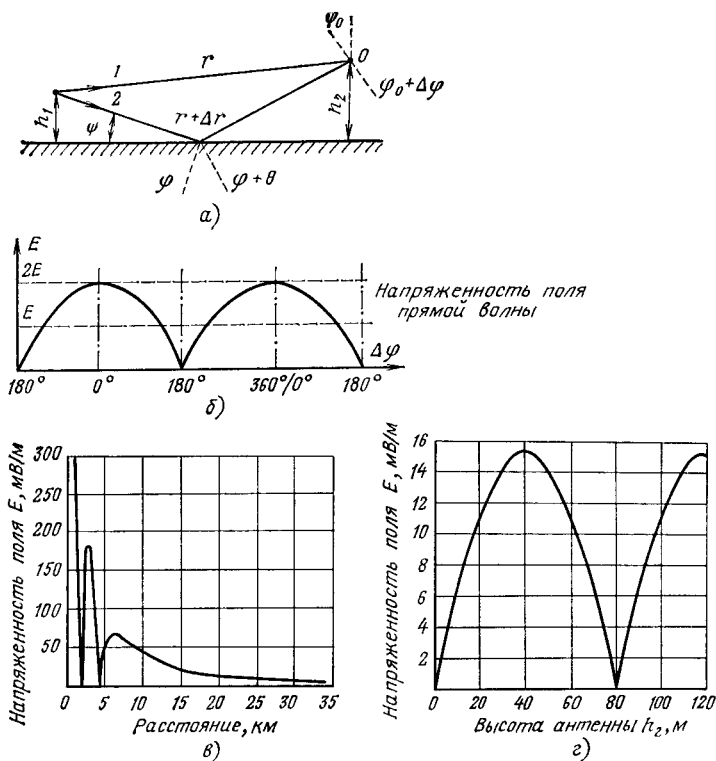 φ₀
1
r
O
2
h₁
ψ
r+Δr
h₂
φ₀+Δφ
φ
φ+θ
а)
E
2E
E
Напряженность поля
прямой волны
Δφ
180° 0° 180° 360°/0° 180°
б)
Напряженность поля E, мВ/м
300
250
200
150
100
50
0 5 10 15 20 25 30 35
Расстояние, км
в)
Напряженность поля E, мВ/м
16
14
12
10
8
6
4
2
0 20 40 60 80 100 120
Высота антенны h₂, м
г)